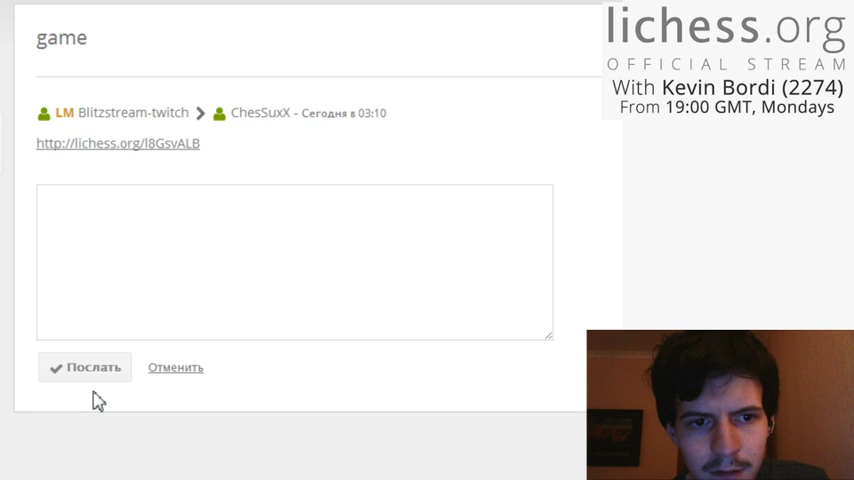 lichess.org
OFFICIAL STREAM
With Kevin Bordi (2274)
From 19:00 GMT, Mondays
game
LM Blitzstream-twitch ChesSuxX - Сегодня в 03:10
http://lichess.org/l8GsvALB
Послать Отменить